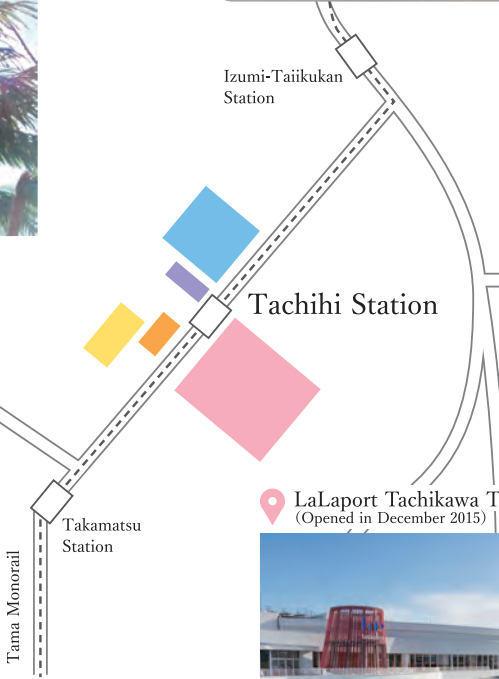 Izumi-Taiikukan
Station
Tachihi Station
LaLaport Tachikawa T
(Opened in December 2015)
Takamatsu
Station
Tama Monorail